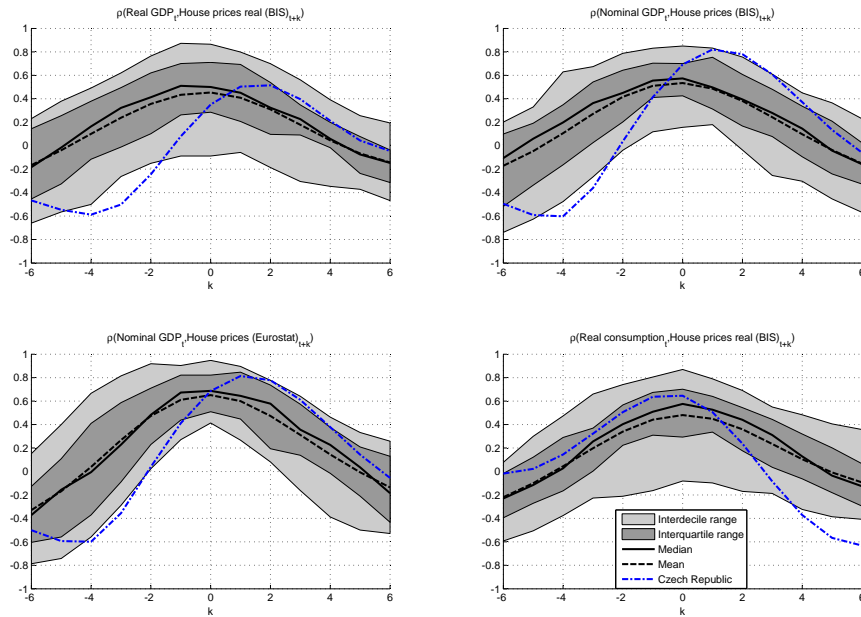 ρ(Real GDP_t,House prices real (BIS)_{t+k})
1
0.8
0.6
0.4
0.2
0
-0.2
-0.4
-0.6
-0.8
-1
-6 -4 -2 0 2 4 6
k
ρ(Nominal GDP_t,House prices (BIS)_{t+k})
1
0.8
0.6
0.4
0.2
0
-0.2
-0.4
-0.6
-0.8
-1
-6 -4 -2 0 2 4 6
k
ρ(Nominal GDP_t,House prices (Eurostat)_{t+k})
1
0.8
0.6
0.4
0.2
0
-0.2
-0.4
-0.6
-0.8
-1
-6 -4 -2 0 2 4 6
k
ρ(Real consumption_t,House prices real (BIS)_{t+k})
1
0.8
0.6
0.4
0.2
0
-0.2
-0.4
-0.6
-0.8
-1
Interdecile range
Interquartile range
Median
Mean
Czech Republic
-6 -4 -2 0 2 4 6
k